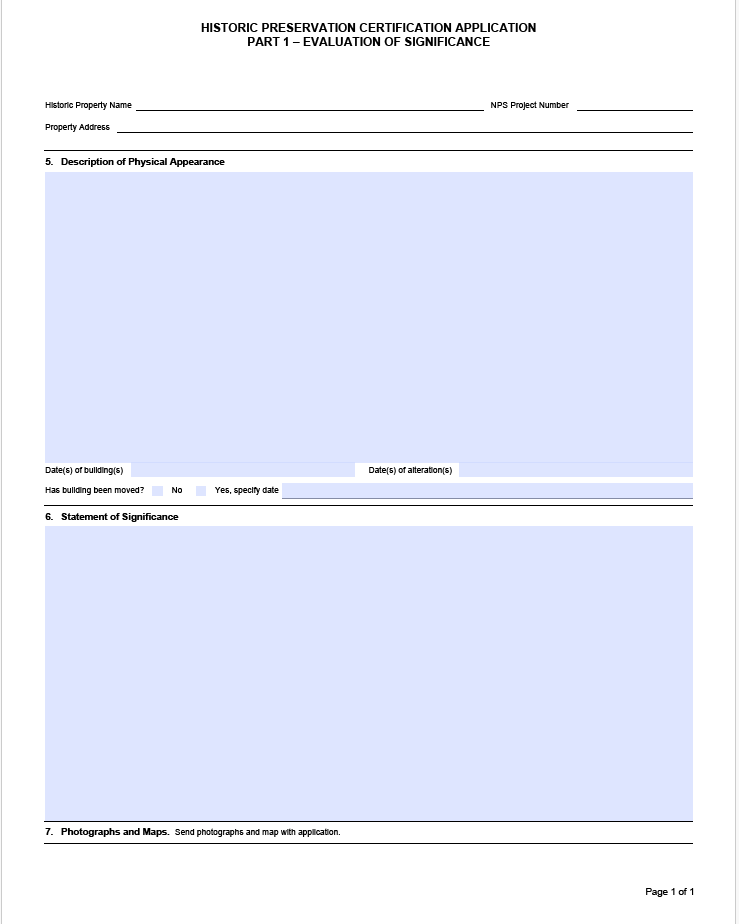 HISTORIC PRESERVATION CERTIFICATION APPLICATION
PART 1 – EVALUATION OF SIGNIFICANCE
Historic Property Name NPS Project Number
Property Address
5. Description of Physical Appearance
Date(s) of building(s) Date(s) of alteration(s)
Has building been moved? No Yes, specify date
6. Statement of Significance
7. Photographs and Maps. Send photographs and map with application.
Page 1 of 1